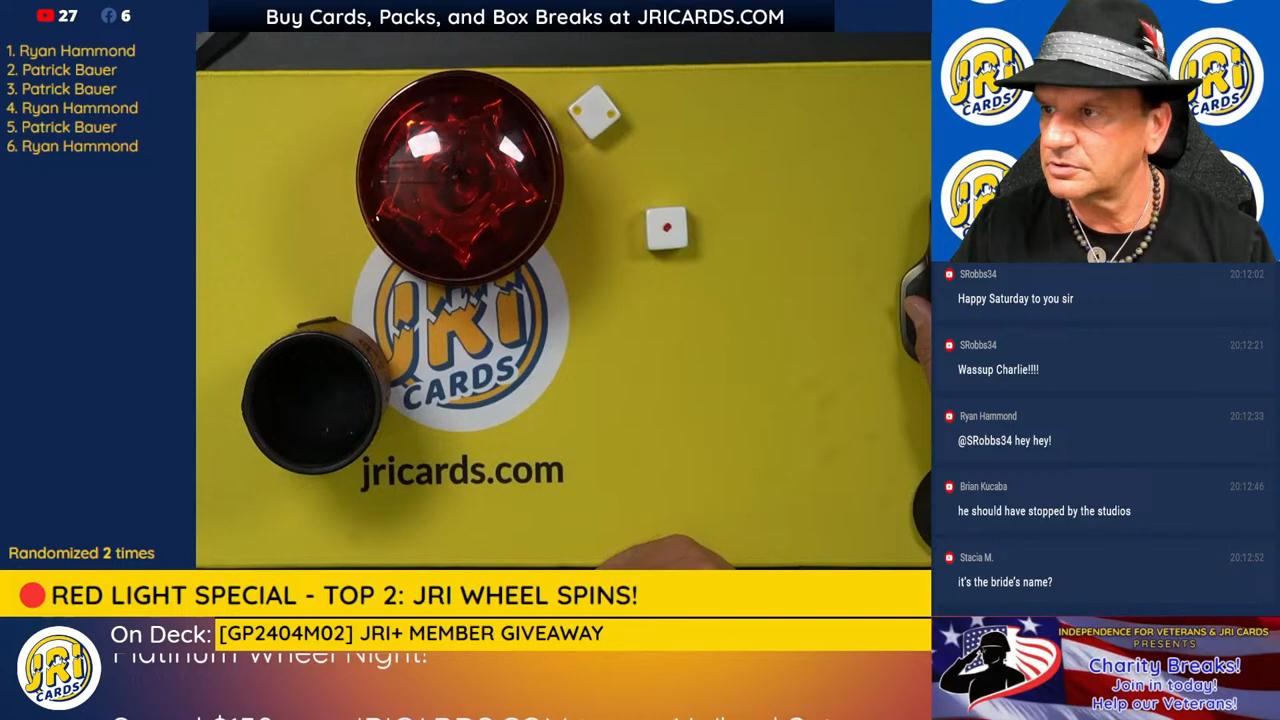 27 6
Buy Cards, Packs, and Box Breaks at JRICARDS.COM
1. Ryan Hammond
2. Patrick Bauer
3. Patrick Bauer
4. Ryan Hammond
5. Patrick Bauer
6. Ryan Hammond
Randomized 2 times
JRI
CARDS
jricards.com
JRI
CARDS
JRI
CARDS
SRobbs34 20:12:02
Happy Saturday to you sir
SRobbs34 20:12:21
Wassup Charlie!!!!
Ryan Hammond 20:12:33
@SRobbs34 hey hey!
Brian Kucaba 20:12:46
he should have stopped by the studios
Stacia M. 20:12:52
it's the bride's name?
RED LIGHT SPECIAL - TOP 2: JRI WHEEL SPINS!
On Deck: [GP2404M02] JRI+ MEMBER GIVEAWAY
Platinum Wheel Night!
JRI
CARDS
INDEPENDENCE FOR VETERANS & JRI CARDS
PRESENTS
Charity Breaks!
Join in today!
Help our Veterans!